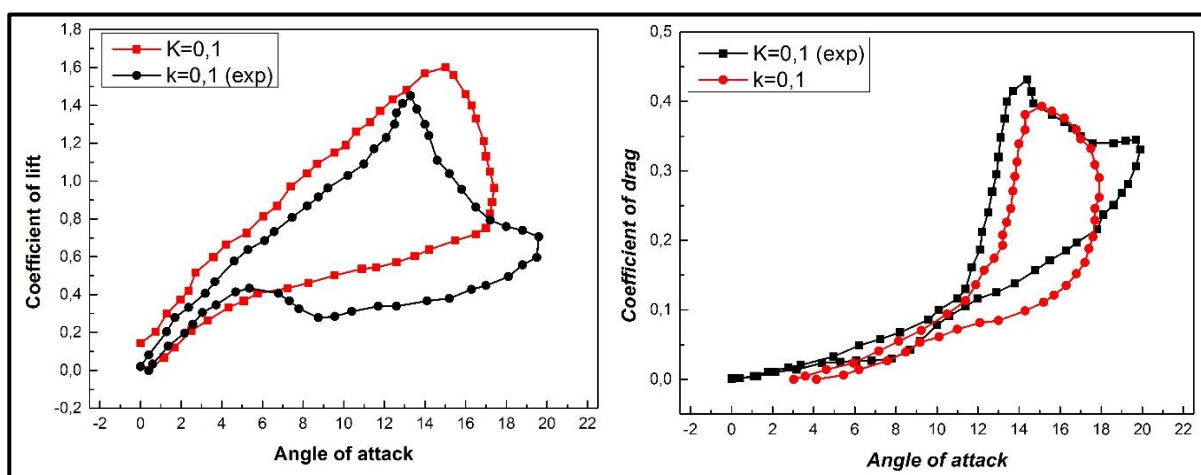 K=0,1
k=0,1 (exp)
Coefficient of lift
1,8
1,6
1,4
1,2
1,0
0,8
0,6
0,4
0,2
0,0
-0,2
-2 0 2 4 6 8 10 12 14 16 18 20 22
Angle of attack
K=0,1 (exp)
k=0,1
Coefficient of drag
0,5
0,4
0,3
0,2
0,1
0,0
-2 0 2 4 6 8 10 12 14 16 18 20 22
Angle of attack